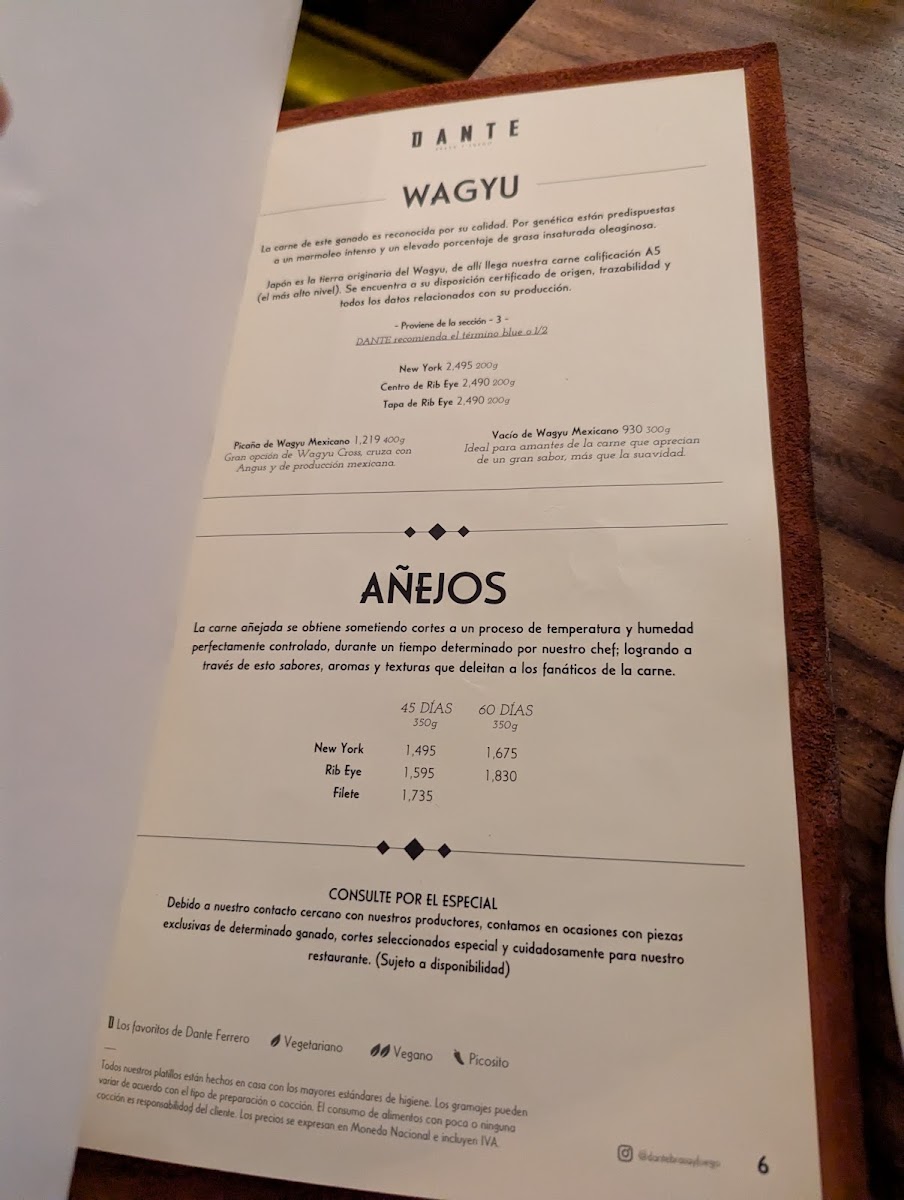 DANTE
WAGYU
La carne de este ganado es reconocida por su calidad. Por genética están predispuestas
a un marmoleo intenso y un elevado porcentaje de grasa insaturada oleaginosa.
Japón es la tierra originaria del Wagyu, de allí llega nuestra carne calificación A5
(el más alto nivel). Se encuentra a su disposición certificado de origen, trazabilidad y
todos los datos relacionados con su producción.
- Proviene de la sección - 3 -
DANTE recomienda el término blue o 1/2
New York 2,495 200g
Centro de Rib Eye 2,490 200g
Tapa de Rib Eye 2,490 200g
Picaña de Wagyu Mexicano 1,219 400g
Gran opción de Wagyu Cross, cruza con
Angus y de producción mexicana.
Vacío de Wagyu Mexicano 930 300g
Ideal para amantes de la carne que aprecian
de un gran sabor, más que la suavidad.
AÑEJOS
La carne añejada se obtiene sometiendo cortes a un proceso de temperatura y humedad
perfectamente controlado, durante un tiempo determinado por nuestro chef; logrando a
través de esto sabores, aromas y texturas que deleitan a los fanáticos de la carne.
45 DÍAS 60 DÍAS
350g 350g
New York 1,495 1,675
Rib Eye 1,595 1,830
Filete 1,735
CONSULTE POR EL ESPECIAL
Debido a nuestro contacto cercano con nuestros productores, contamos en ocasiones con piezas
exclusivas de determinado ganado, cortes seleccionados especial y cuidadosamente para nuestro
restaurante. (Sujeto a disponibilidad)
D Los favoritos de Dante Ferrero Vegetariano Vegano Picosito
Todos nuestros platillos están hechos en casa con los mayores estándares de higiene. Los gramajes pueden
variar de acuerdo con el tipo de preparación o cocción. El consumo de alimentos con poca o ninguna
cocción es responsabilidad del cliente. Los precios se expresan en Moneda Nacional e incluyen IVA.
@dantebrasayfuego
6